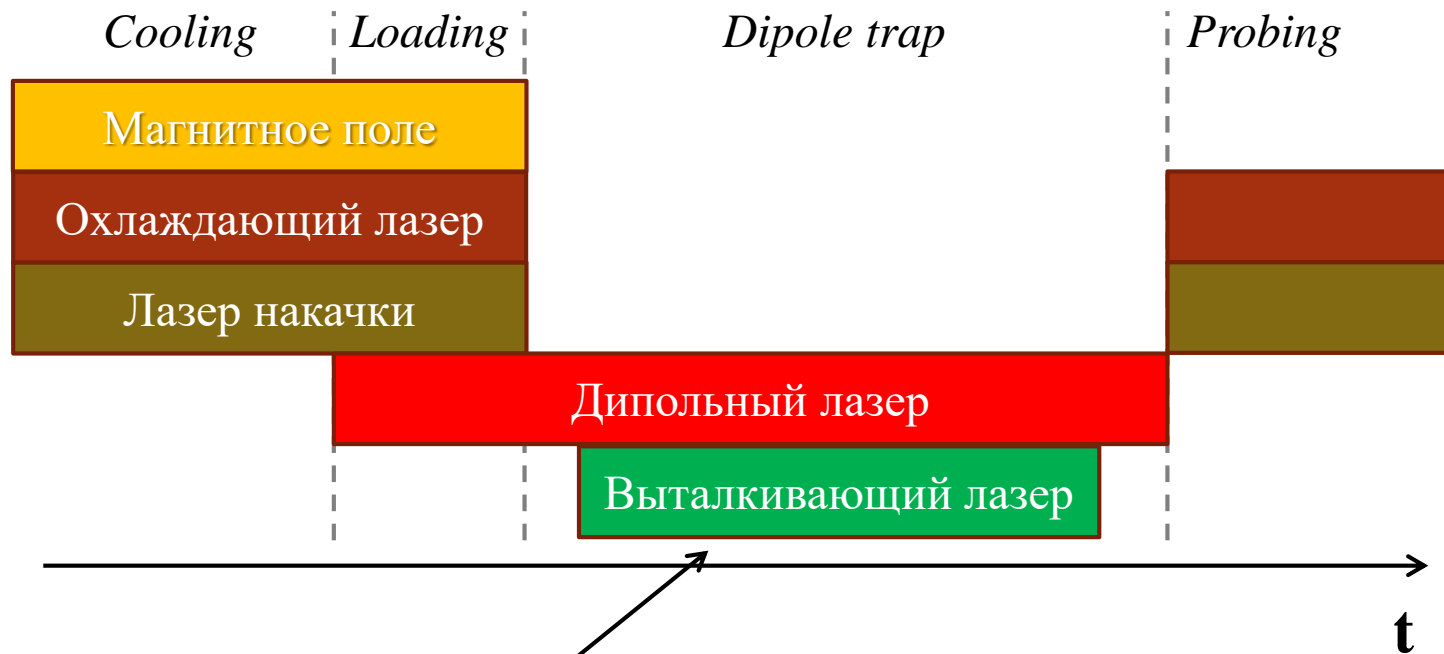 Cooling Loading Dipole trap Probing
Магнитное поле
Охлаждающий лазер
Лазер накачки
Дипольный лазер
Выталкивающий лазер
t